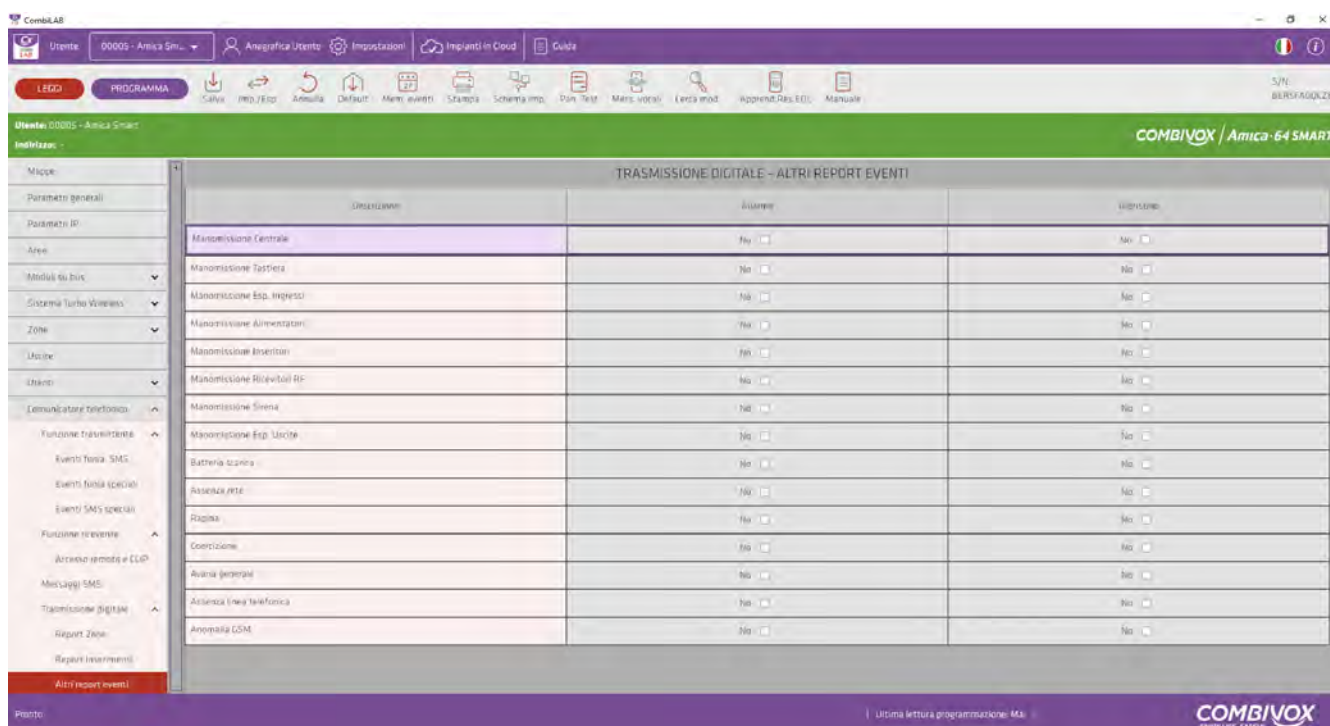 CombiLAB
Utente 00005 - Amica Sm... Anagrafica Utente Impostazioni Impianti in Cloud Guida
LEGGI PROGRAMMA Salva Imp./Esp. Annulla Default Mem. eventi Stampa Schema imp. Pan. Test Mess. vocali Cerca mod. Apprend.Res.EOL Manuale S/N:
Utente: 00005 - Amica Smart
Indirizzo: -
COMBIVOX / Amica·64 SMART
Mappe
Parametri generali
Parametri IP
Aree
Moduli su bus
Sistema Turbo Wireless
Zone
Uscite
Utenti
Comunicatore telefonico
Funzione trasmittente
Eventi fonia, SMS
Eventi fonia speciali
Eventi SMS speciali
Funzione ricevente
Accesso remoto e CLIP
Messaggi SMS
Trasmissione digitale
Report Zone
Report Inserimenti
Altri report eventi
TRASMISSIONE DIGITALE - ALTRI REPORT EVENTI
Descrizione Allarme Ripristino
Manomissione Centrale No No
Manomissione Tastiera No No
Manomissione Esp. Ingressi No No
Manomissione Alimentatori No No
Manomissione Inseritori No No
Manomissione Ricevitori RF No No
Manomissione Sirena No No
Manomissione Esp. Uscite No No
Batteria scarica No No
Assenza rete No No
Rapina No No
Coercizione No No
Avaria generale No No
Assenza linea telefonica No No
Anomalia GSM No No
Pronto
Ultima lettura programmazione: Mai
COMBIVOX